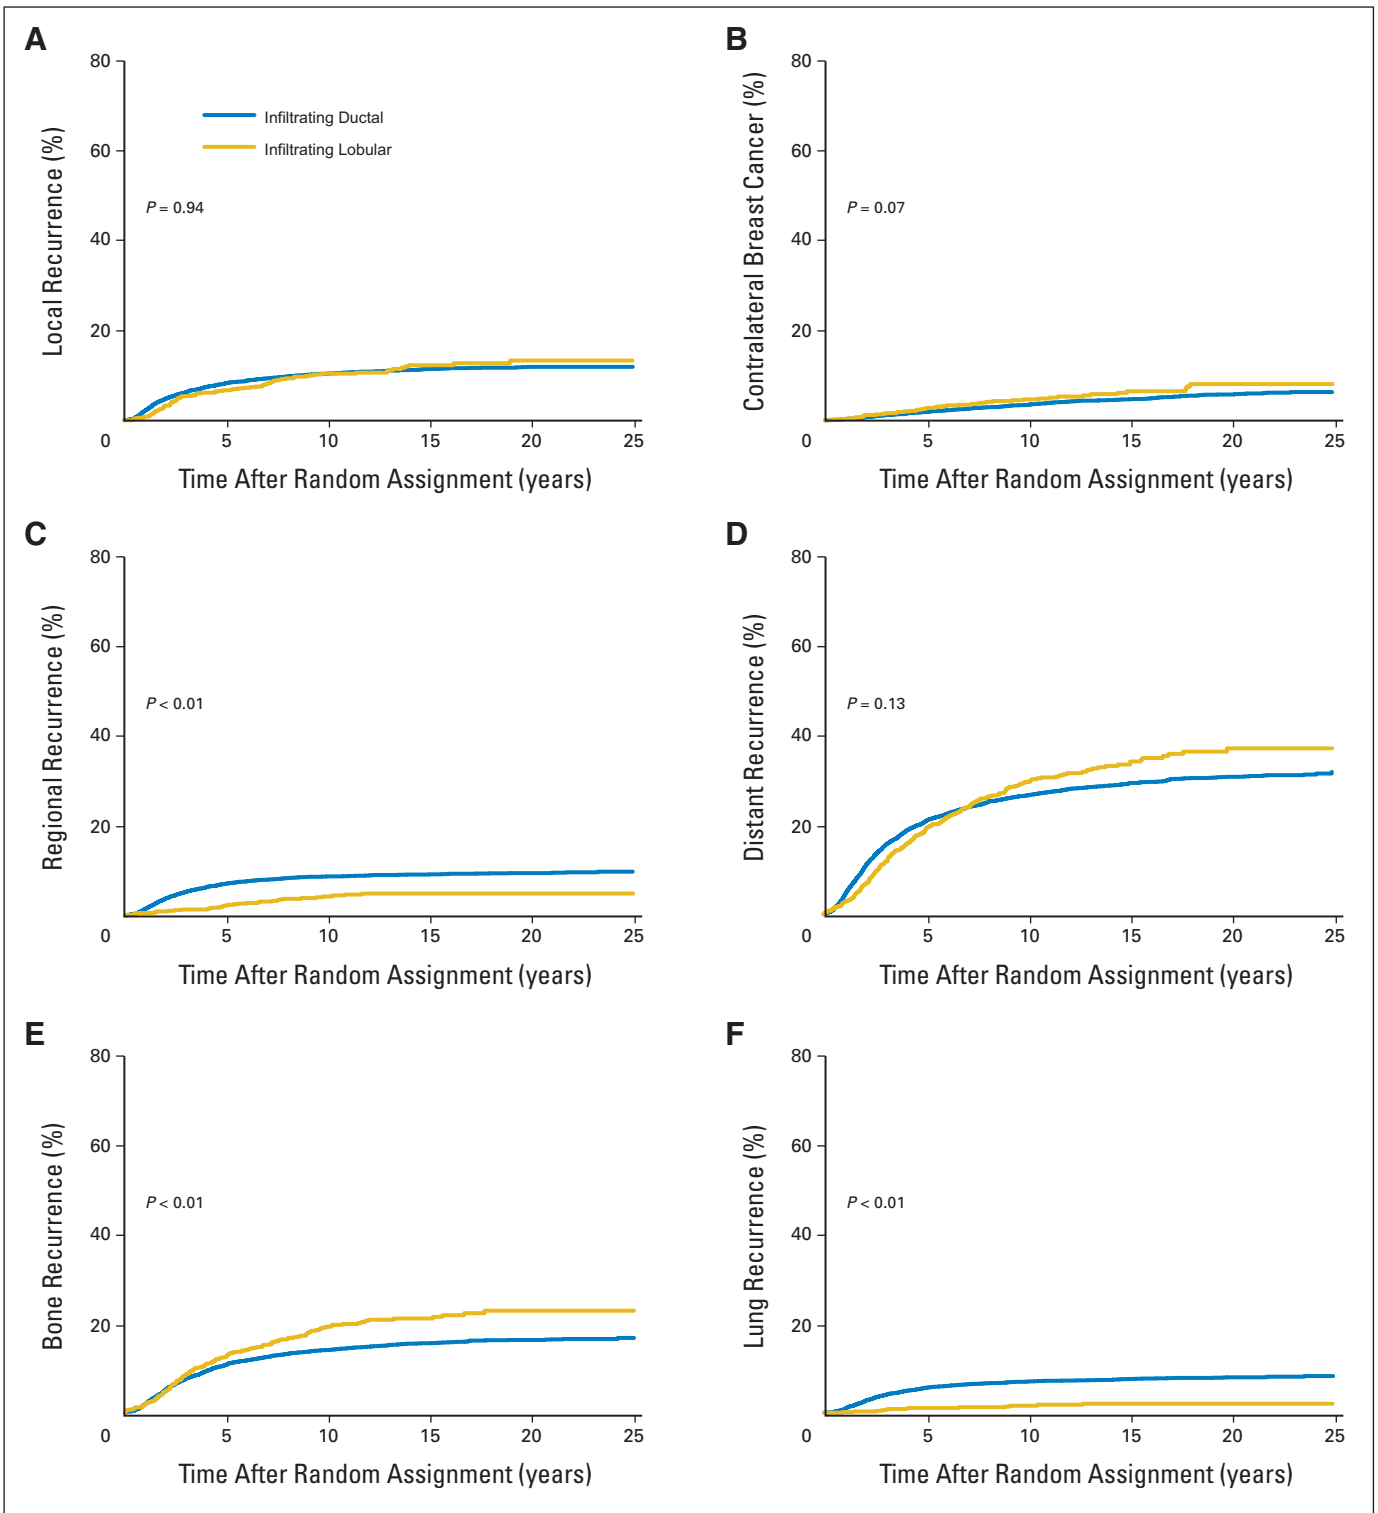 A
80
60
40
20
0
5
10
15
20
25
Local Recurrence (%)
Infiltrating Ductal
Infiltrating Lobular
P = 0.94
Time After Random Assignment (years)
B
80
60
40
20
0
5
10
15
20
25
Contralateral Breast Cancer (%)
P = 0.07
Time After Random Assignment (years)
C
80
60
40
20
0
5
10
15
20
25
Regional Recurrence (%)
P < 0.01
Time After Random Assignment (years)
D
80
60
40
20
0
5
10
15
20
25
Distant Recurrence (%)
P = 0.13
Time After Random Assignment (years)
E
80
60
40
20
0
5
10
15
20
25
Bone Recurrence (%)
P < 0.01
Time After Random Assignment (years)
F
80
60
40
20
0
5
10
15
20
25
Lung Recurrence (%)
P < 0.01
Time After Random Assignment (years)